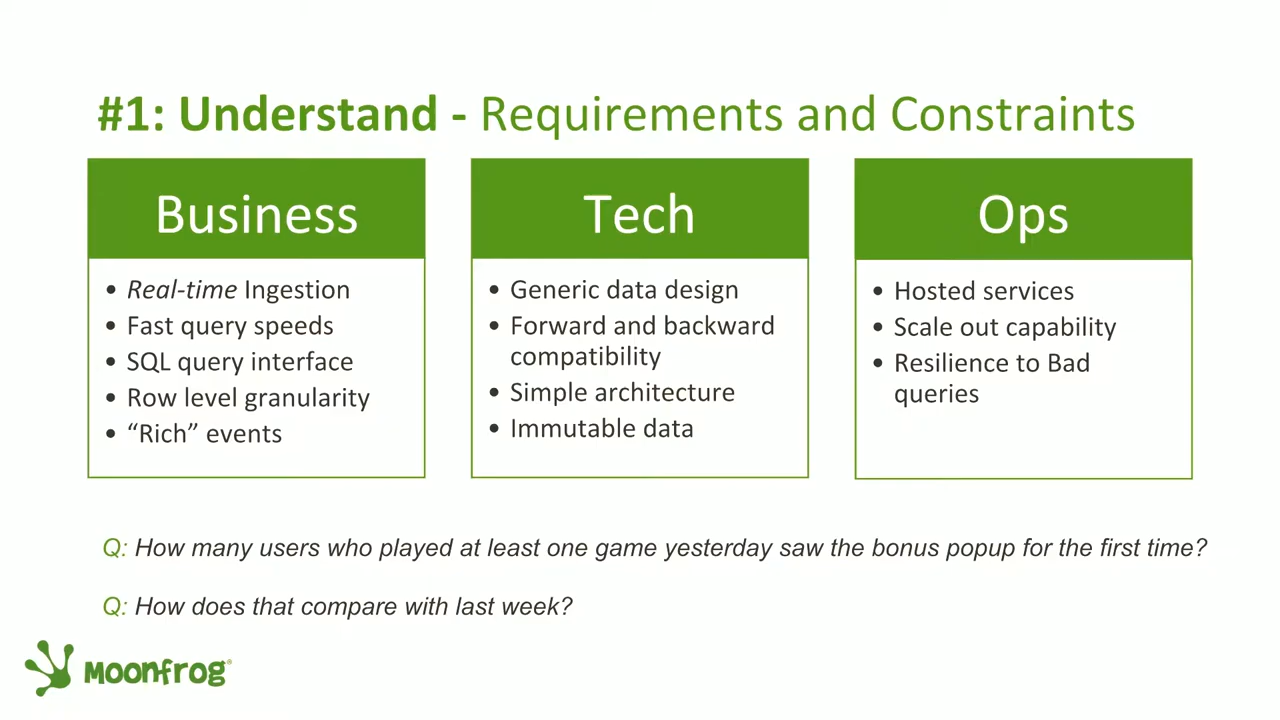 #1: Understand - Requirements and Constraints
Business
• Real-time Ingestion
• Fast query speeds
• SQL query interface
• Row level granularity
• “Rich” events
Tech
• Generic data design
• Forward and backward
compatibility
• Simple architecture
• Immutable data
Ops
• Hosted services
• Scale out capability
• Resilience to Bad
queries
Q: How many users who played at least one game yesterday saw the bonus popup for the first time?
Q: How does that compare with last week?
Moonfrog®